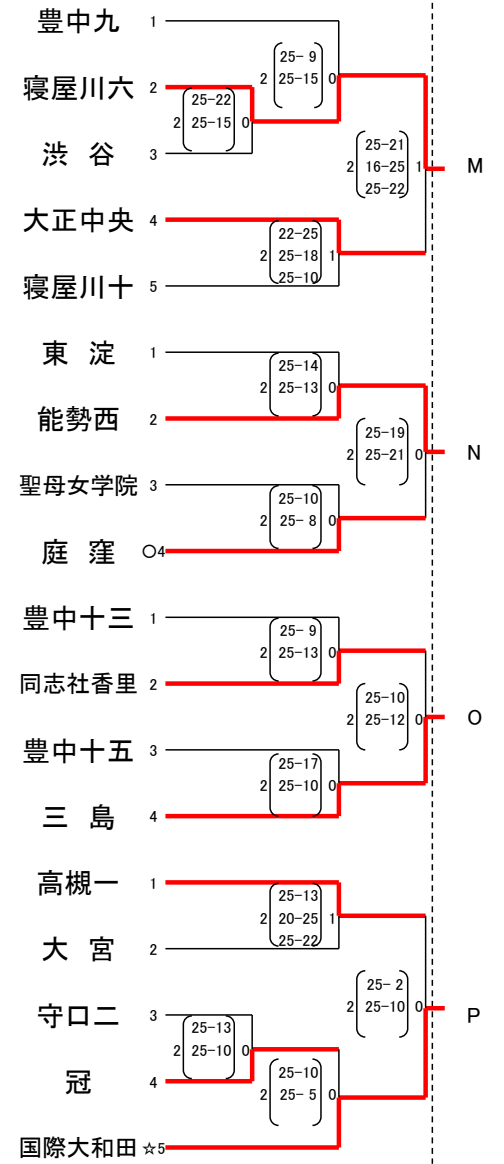 豊中九 1
25- 9
2 25-15 0
寝屋川六 2
25-22
2 25-15 0
渋 谷 3
25-21
2 16-25 1
25-22
M
大正中央 4
22-25
2 25-18 1
25-10
寝屋川十 5
東 淀 1
25-14
2 25-13 0
能勢西 2
25-19
2 25-21 0
N
聖母女学院 3
25-10
2 25- 8 0
庭 窪 ○4
豊中十三 1
25- 9
2 25-13 0
同志社香里 2
25-10
2 25-12 0
O
豊中十五 3
25-17
2 25-10 0
三 島 4
高槻一 1
25-13
2 20-25 1
25-22
大 宮 2
25- 2
2 25-10 0
P
守口二 3
25-13
2 25-10 0
冠 4
25-10
2 25- 5 0
国際大和田 ☆5